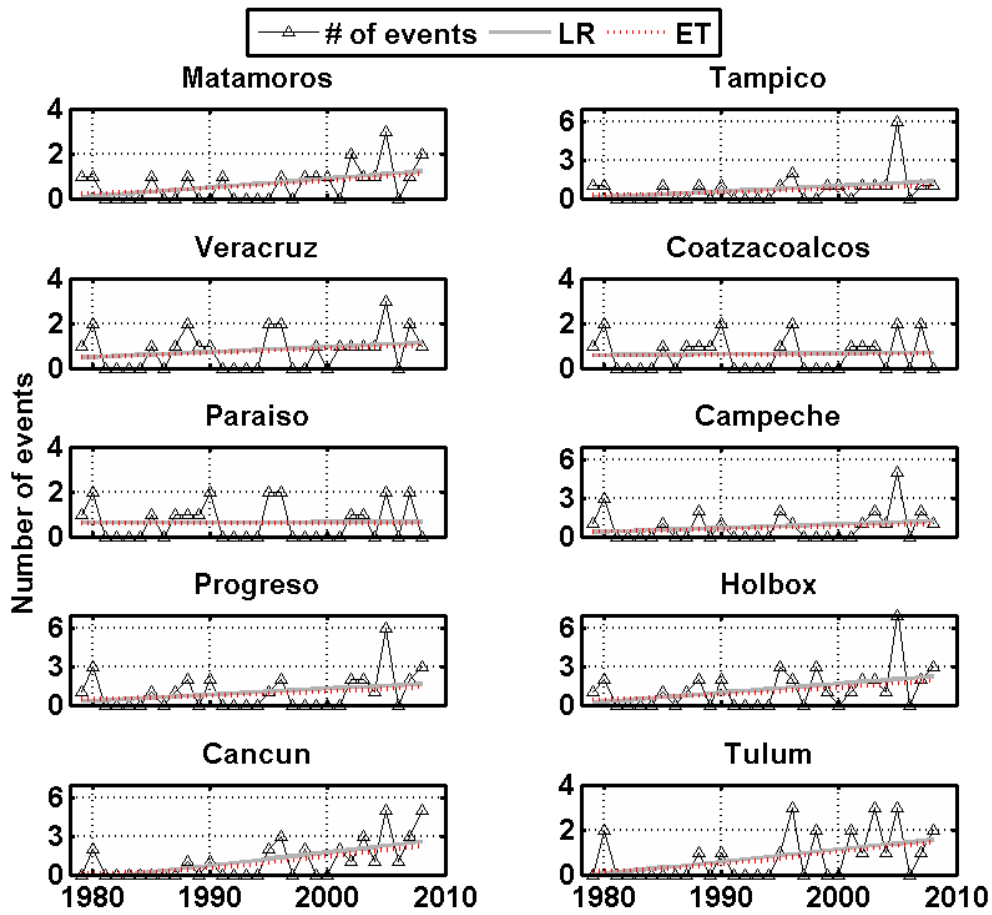 # of events LR ET
Matamoros
4
2
0
Tampico
6
3
0
Veracruz
4
2
0
Coatzacoalcos
4
2
0
Number of events
Paraiso
4
2
0
Campeche
6
3
0
Progreso
6
3
0
Holbox
6
3
0
Cancun
6
3
0
1980 1990 2000 2010
Tulum
4
2
0
1980 1990 2000 2010